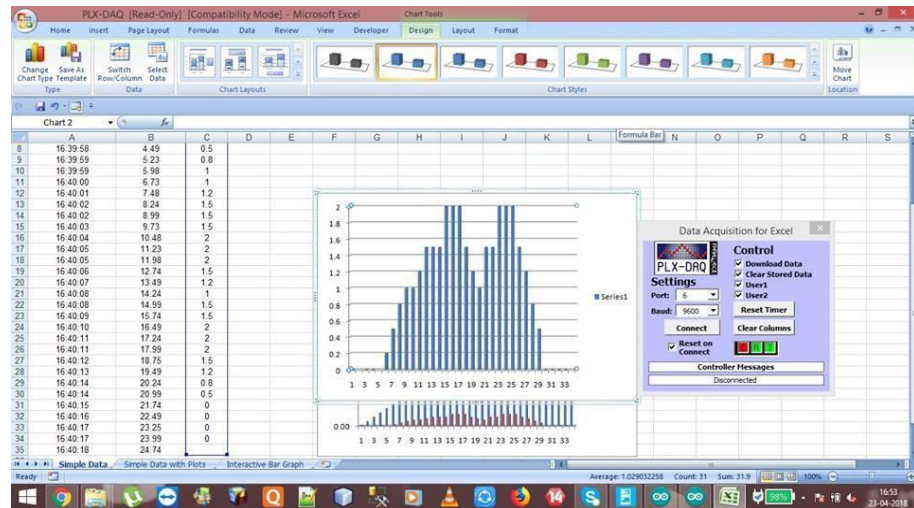 PLX-DAQ [Read-Only] [Compatibility Mode] - Microsoft Excel
Chart Tools
Home Insert Page Layout Formulas Data Review View Developer Design Layout Format
Change Chart Type
Save As Template
Switch Row/Column
Select Data
Move Chart
Type Data Chart Layouts Chart Styles Location
Chart 2 fx
Formula Bar
A B C D E F G H I J K L N O P Q R S
8 16:39:58 4.49 0.5
9 16:39:59 5.23 0.8
10 16:39:59 5.98 1
11 16:40:00 6.73 1
12 16:40:01 7.48 1.2
13 16:40:02 8.24 1.5
14 16:40:02 8.99 1.5
15 16:40:03 9.73 1.5
16 16:40:04 10.48 2
17 16:40:05 11.23 2
18 16:40:05 11.98 2
19 16:40:06 12.74 1.5
20 16:40:07 13.49 1.2
21 16:40:08 14.24 1
22 16:40:08 14.99 1.5
23 16:40:09 15.74 1.5
24 16:40:10 16.49 2
25 16:40:11 17.24 2
26 16:40:11 17.99 2
27 16:40:12 18.75 1.5
28 16:40:13 19.49 1.2
29 16:40:14 20.24 0.8
30 16:40:14 20.99 0.5
31 16:40:15 21.74 0
32 16:40:16 22.49 0
33 16:40:17 23.25 0
34 16:40:17 23.99 0
35 16:40:18 24.74
2
1.8
1.6
1.4
1.2
1
0.8
0.6
0.4
0.2
0
1 3 5 7 9 11 13 15 17 19 21 23 25 27 29 31 33
Series1
0.00
1 3 5 7 9 11 13 15 17 19 21 23 25 27 29 31 33
Data Acquisition for Excel
PLX-DAQ
Control
Download Data
Clear Stored Data
User1
User2
Settings
Port: 6
Baud: 9600
Reset Timer
Connect
Clear Columns
Reset on Connect
Controller Messages
Disconnected
Simple Data Simple Data with Plots Interactive Bar Graph
Ready
Average: 1.029032258 Count: 31 Sum: 31.9 100%
98%
16:53
23-04-2018